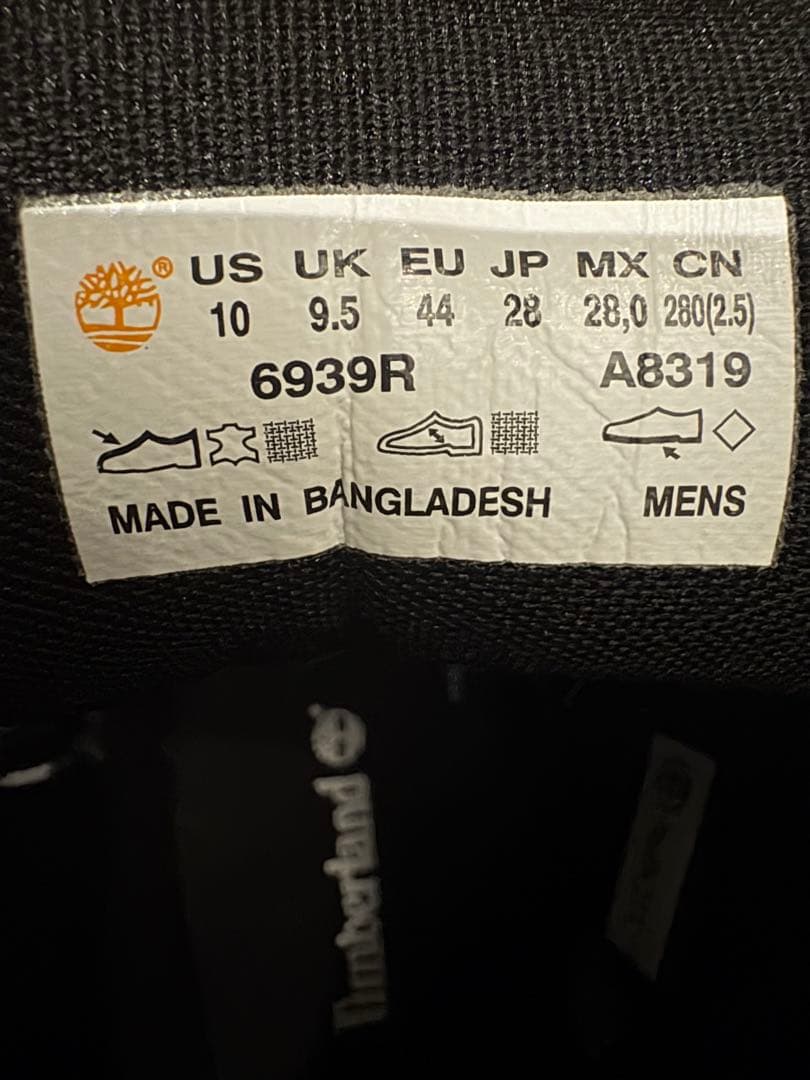 ® US UK EU JP MX CN
10 9.5 44 28 28,0 280(2.5)
6939R A8319
MADE IN BANGLADESH MENS
Timberland